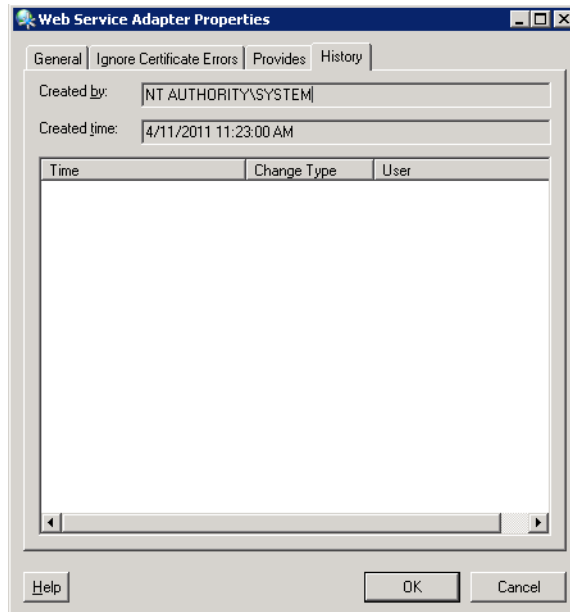 Web Service Adapter Properties
General Ignore Certificate Errors Provides History
Created by: NT AUTHORITY\SYSTEM
Created time: 4/11/2011 11:23:00 AM
Time Change Type User
Help OK Cancel